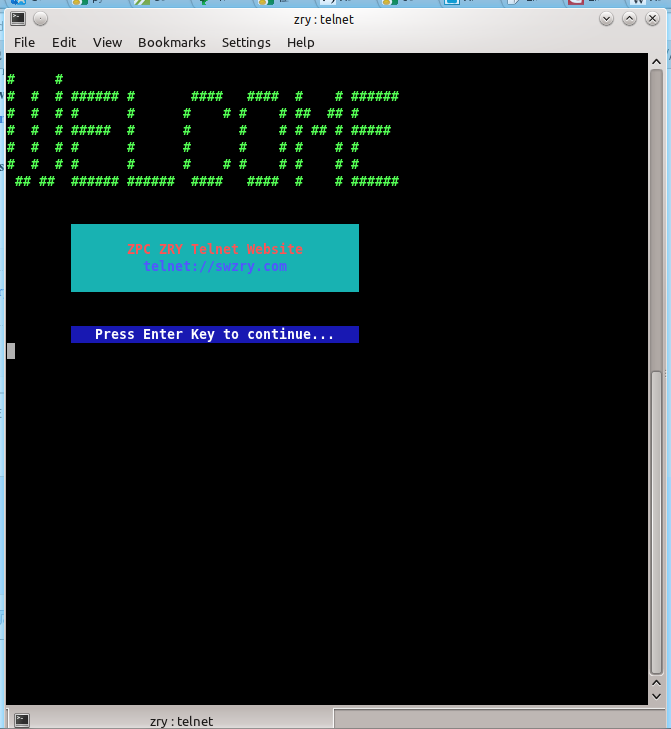 zry : telnet
File Edit View Bookmarks Settings Help
WELCOME
ZPC ZRY Telnet Website
telnet://swzry.com
Press Enter Key to continue...
zry : telnet